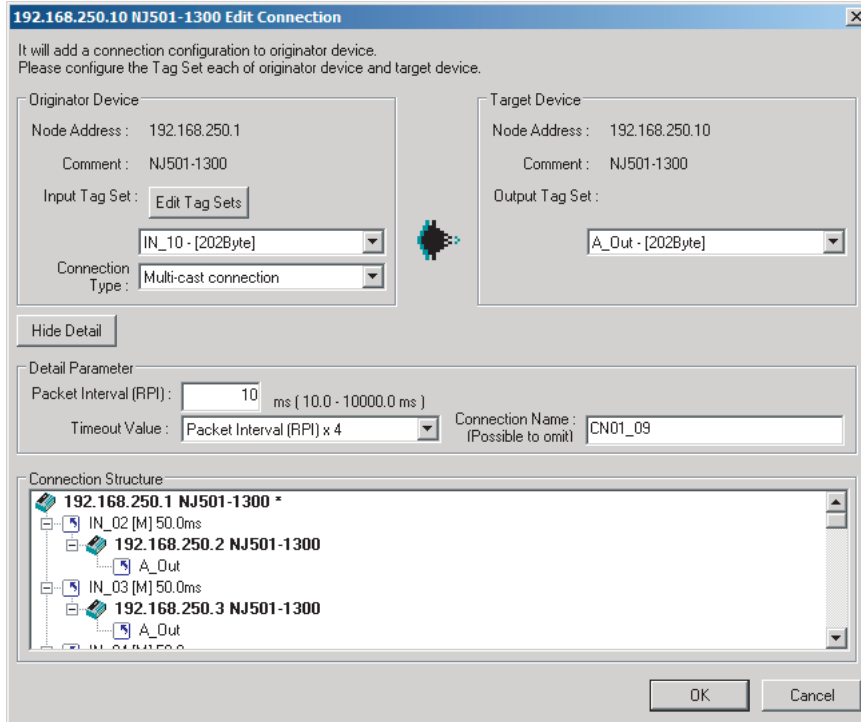 192.168.250.10 NJ501-1300 Edit Connection
It will add a connection configuration to originator device.
Please configure the Tag Set each of originator device and target device.
Originator Device
Node Address : 192.168.250.1
Comment : NJ501-1300
Input Tag Set : Edit Tag Sets
IN_10 - [202Byte]
Connection Type : Multi-cast connection
Target Device
Node Address : 192.168.250.10
Comment : NJ501-1300
Output Tag Set :
A_Out - [202Byte]
Hide Detail
Detail Parameter
Packet Interval (RPI) : 10 ms ( 10.0 - 10000.0 ms )
Timeout Value : Packet Interval (RPI) x 4
Connection Name : (Possible to omit) CN01_09
Connection Structure
192.168.250.1 NJ501-1300 *
IN_02 [M] 50.0ms
192.168.250.2 NJ501-1300
A_Out
IN_03 [M] 50.0ms
192.168.250.3 NJ501-1300
A_Out
OK Cancel